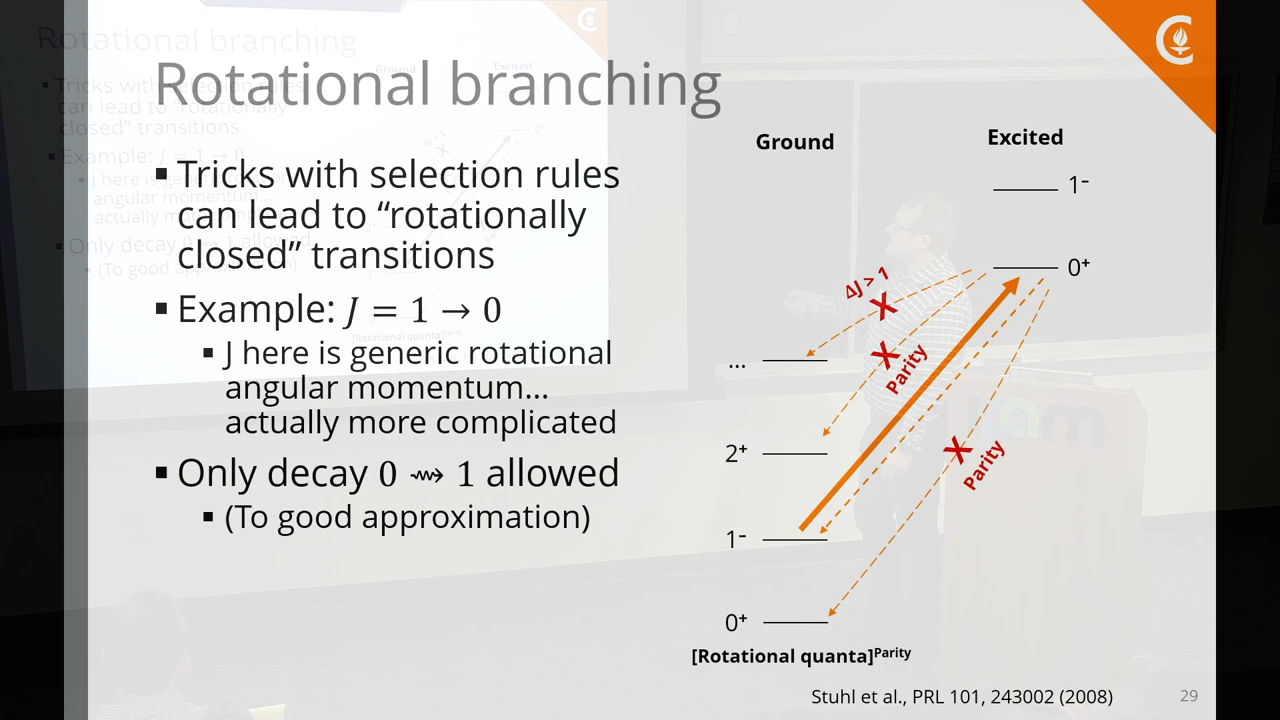 Rotational branching
▪ Tricks with selection rules
can lead to “rotationally
closed” transitions
▪ Example: J = 1 → 0
▪ J here is generic rotational
angular momentum...
actually more complicated
▪ Only decay 0 ⇝ 1 allowed
▪ (To good approximation)
Ground
Excited
1⁻
0⁺
ΔJ > 1
X
...
X
Parity
2⁺
X
Parity
1⁻
0⁺
[Rotational quanta]ᴾᵃʳⁱᵗʸ
Stuhl et al., PRL 101, 243002 (2008)
29